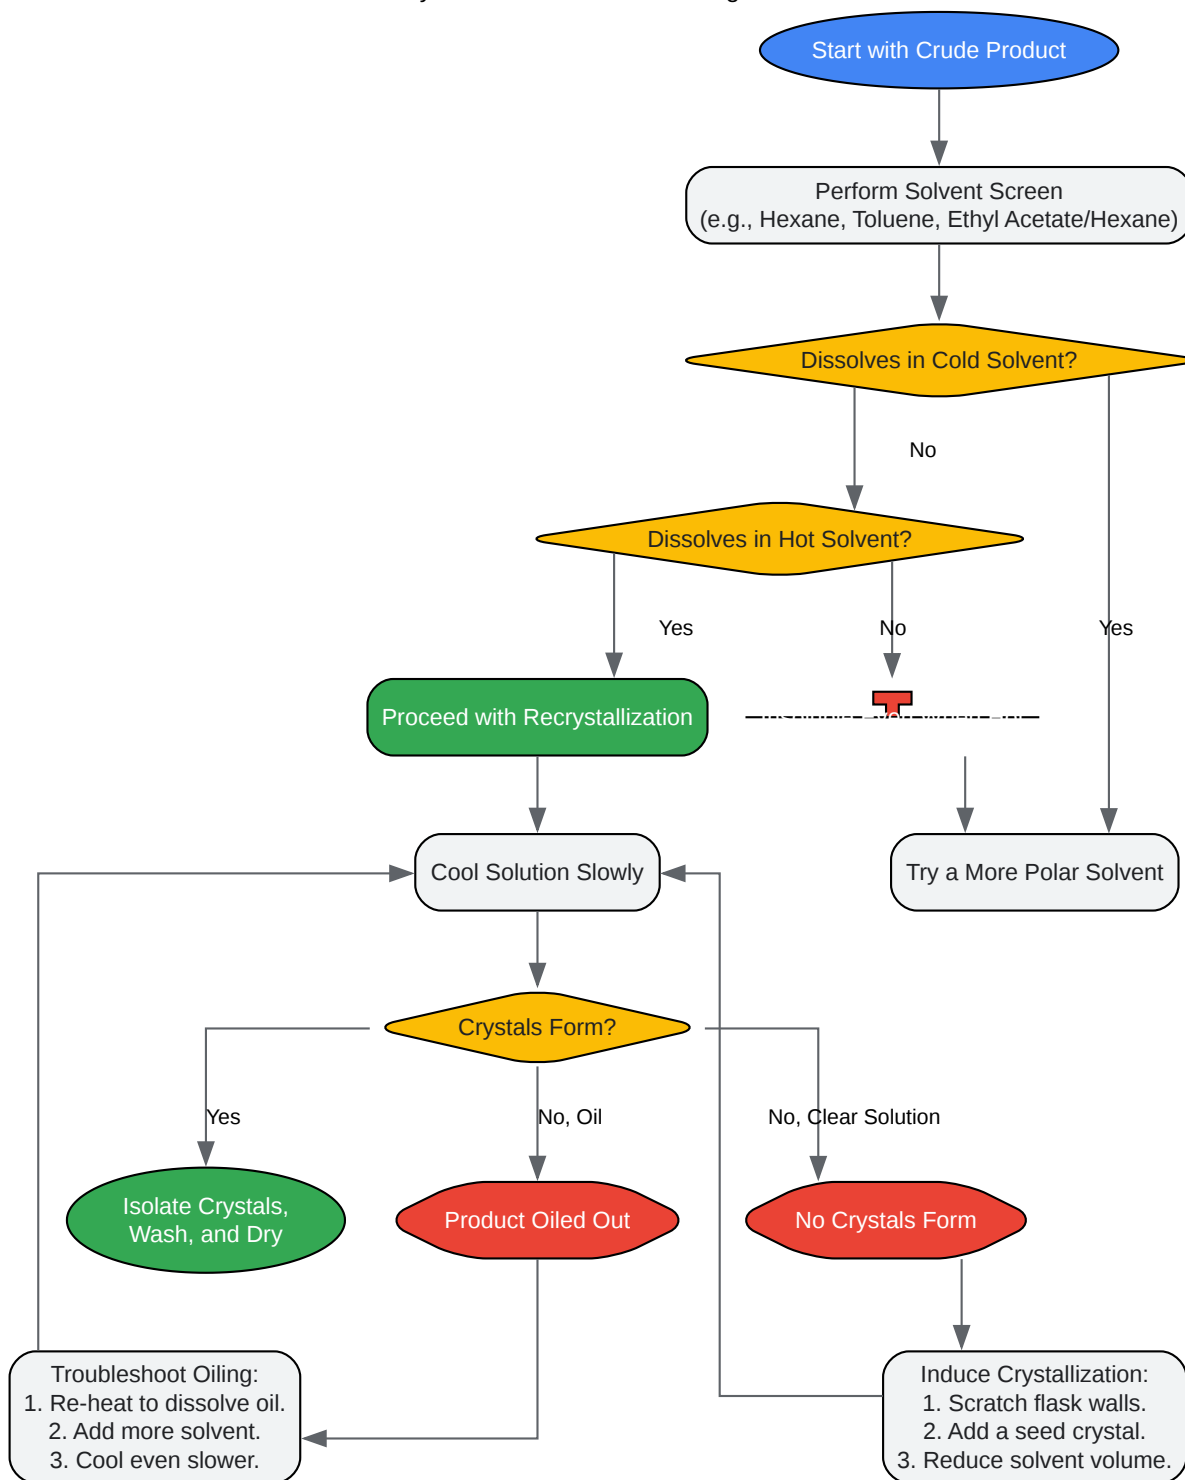 Start with Crude Product
Perform Solvent Screen
(e.g., Hexane, Toluene, Ethyl Acetate/Hexane)
Dissolves in Cold Solvent?
No
Dissolves in Hot Solvent?
Yes
No
Yes
Proceed with Recrystallization
Cool Solution Slowly
Try a More Polar Solvent
Crystals Form?
Yes
No, Oil
No, Clear Solution
Isolate Crystals,
Wash, and Dry
Product Oiled Out
No Crystals Form
Troubleshoot Oiling:
1. Re-heat to dissolve oil.
2. Add more solvent.
3. Cool even slower.
Induce Crystallization:
1. Scratch flask walls.
2. Add a seed crystal.
3. Reduce solvent volume.